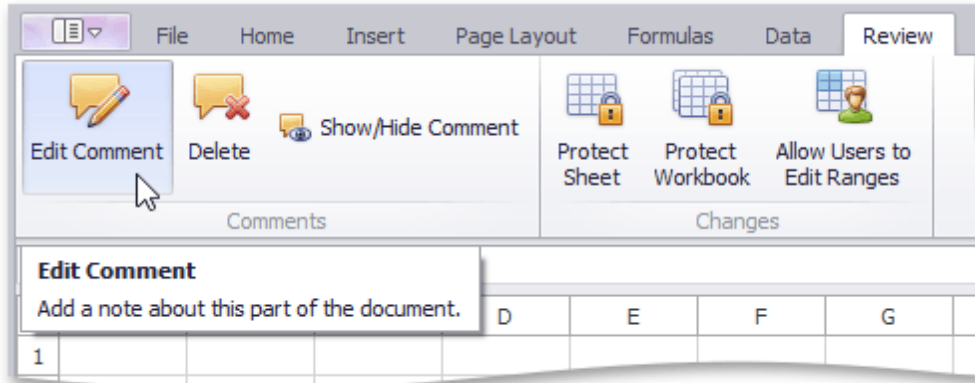 File Home Insert Page Layout Formulas Data Review
Edit Comment Delete Show/Hide Comment
Protect Sheet Protect Workbook Allow Users to Edit Ranges
Comments Changes
Edit Comment
Add a note about this part of the document.
D E F G
1